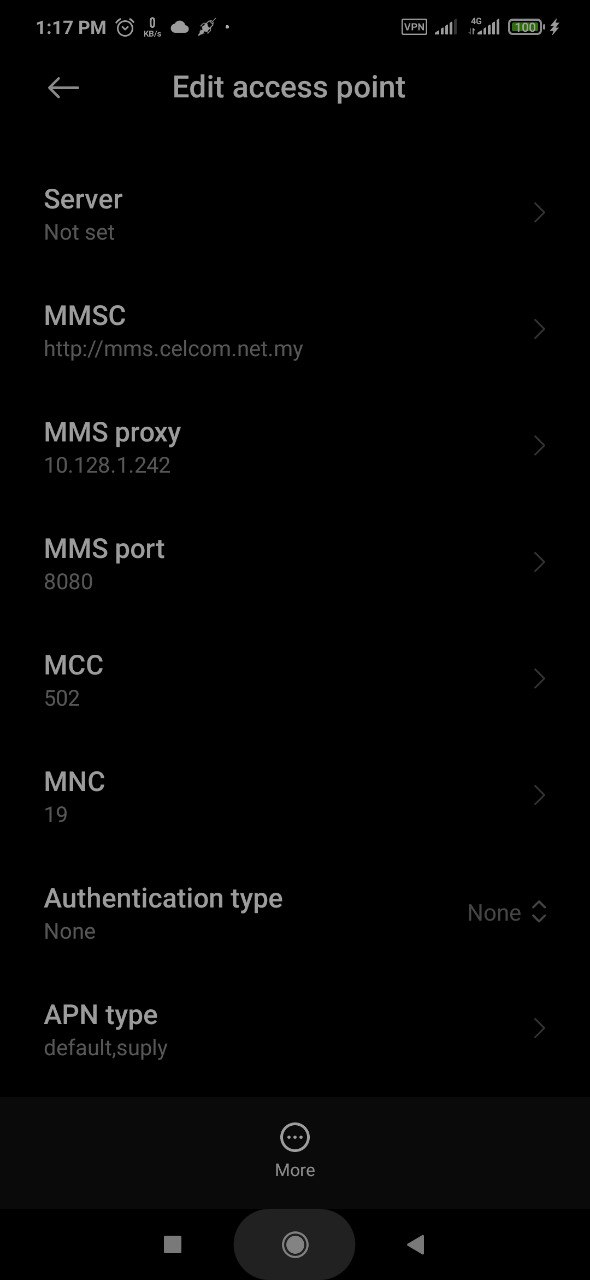 1:17 PM 0 KB/s VPN 4G 100
Edit access point
Server
Not set
MMSC
http://mms.celcom.net.my
MMS proxy
10.128.1.242
MMS port
8080
MCC
502
MNC
19
Authentication type
None
None
APN type
default,suply
More